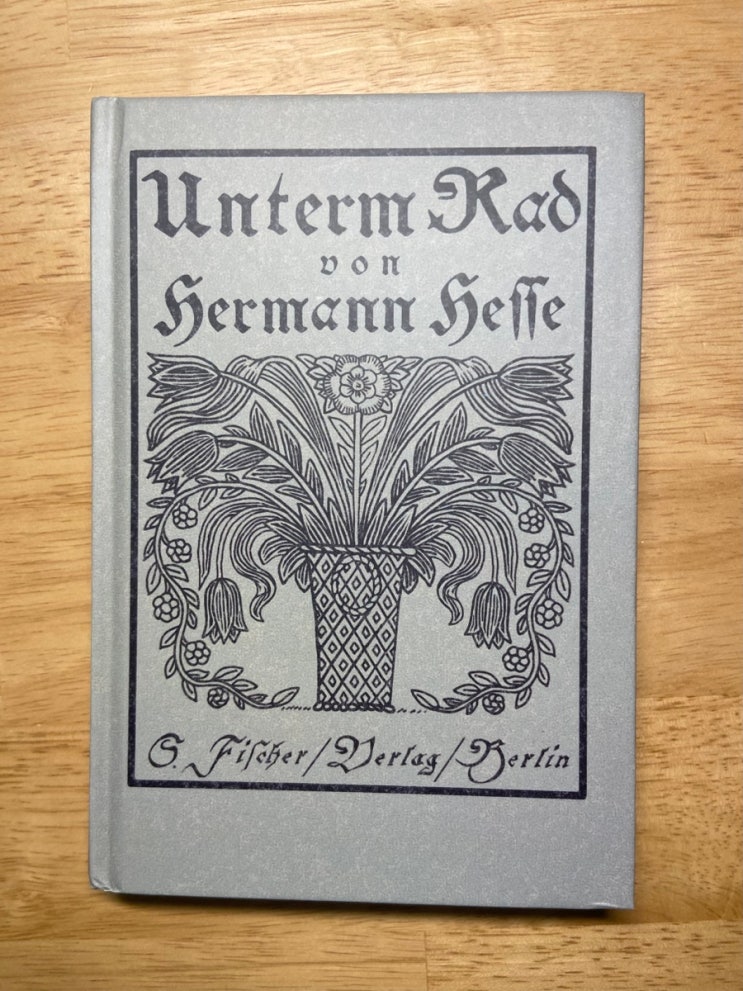 Unterm Rad
von
Hermann Hesse
S. Fischer / Verlag / Berlin